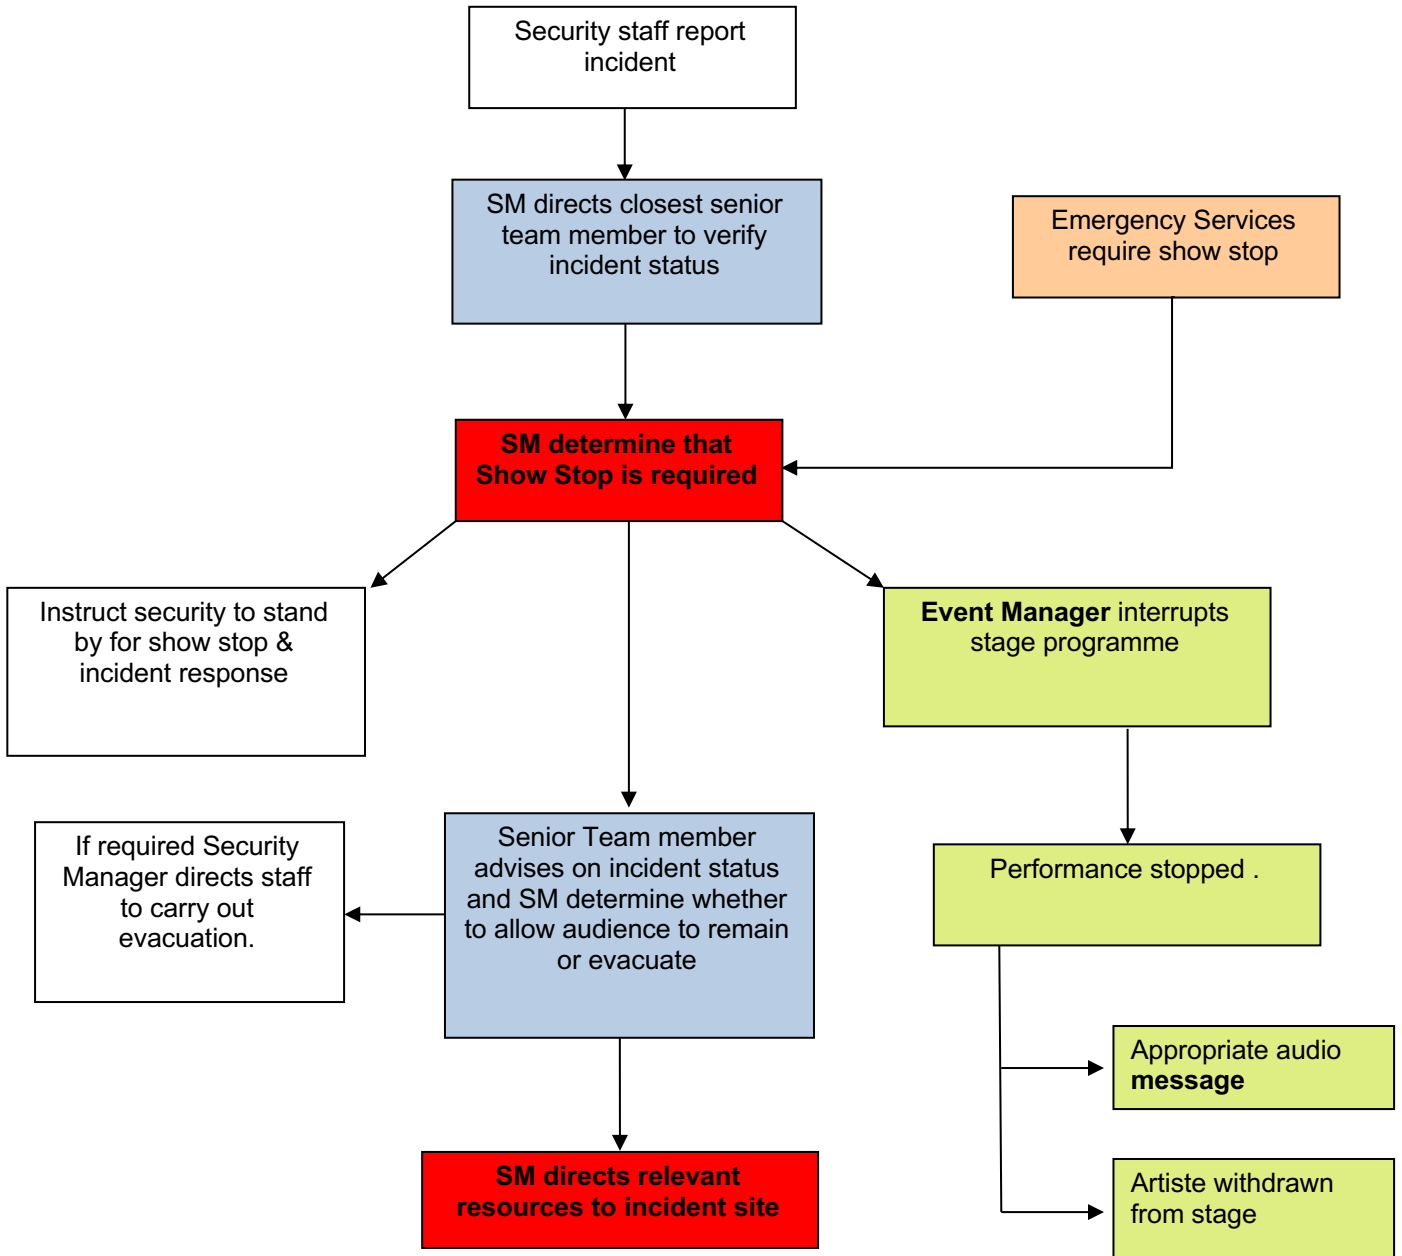 Security staff report
incident
SM directs closest senior
team member to verify
incident status
Emergency Services
require show stop
SM determine that
Show Stop is required
Instruct security to stand
by for show stop &
incident response
Event Manager interrupts
stage programme
If required Security
Manager directs staff
to carry out
evacuation.
Senior Team member
advises on incident status
and SM determine whether
to allow audience to remain
or evacuate
Performance stopped .
Appropriate audio
message
SM directs relevant
resources to incident site
Artiste withdrawn
from stage